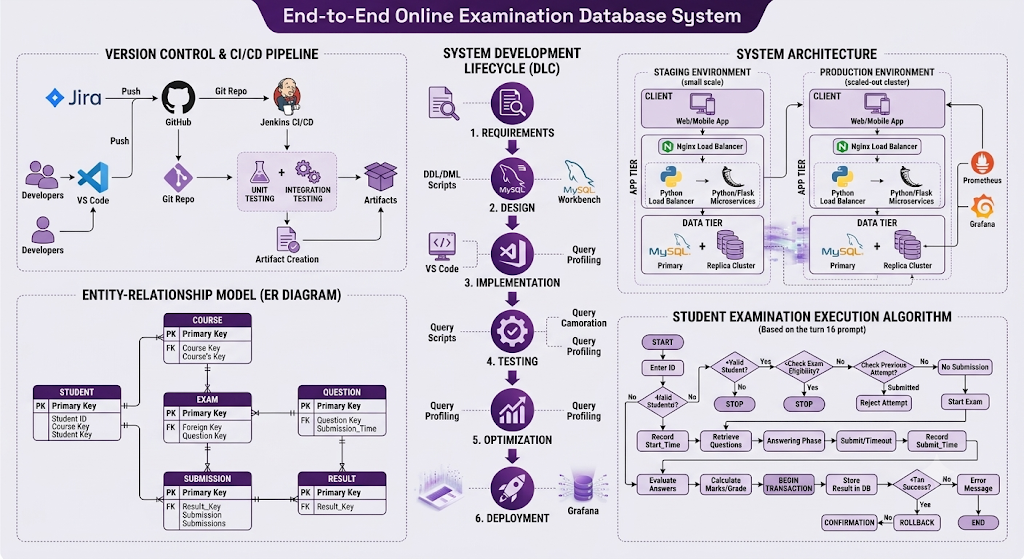 End-to-End Online Examination Database System
VERSION CONTROL & CI/CD PIPELINE
Jira
Push
GitHub
Git Repo
Jenkins CI/CD
Push
Developers
VS Code
Git Repo
UNIT TESTING
+
INTEGRATION TESTING
Artifacts
Developers
Artifact Creation
ENTITY-RELATIONSHIP MODEL (ER DIAGRAM)
COURSE
PK Primary Key
FK Course Key
Course's Key
STUDENT
PK Primary Key
Student ID
Course Key
Student Key
EXAM
PK Primary Key
FK Foreign Key
Question Key
QUESTION
PK Primary Key
FK Question Key
Submission_Time
SUBMISSION
PK Primary Key
FK Result_Key
Submission
Submissions
RESULT
PK Primary Key
FK Result_Key
SYSTEM DEVELOPMENT
LIFECYCLE (DLC)
1. REQUIREMENTS
DDL/DML
Scripts
MySQL
MySQL
Workbench
2. DESIGN
VS Code
Query
Profiling
3. IMPLEMENTATION
Query
Scripts
Query
Camoration
Query
Profiling
4. TESTING
Query
Profiling
Query
Profiling
5. OPTIMIZATION
Grafana
6. DEPLOYMENT
SYSTEM ARCHITECTURE
STAGING ENVIRONMENT
(small scale)
CLIENT
Web/Mobile App
Nginx Load Balancer
APP TIER
Python
Load Balancer
Python/Flask
Microservices
DATA TIER
MySQL
+
Primary
Replica Cluster
PRODUCTION ENVIRONMENT
(scaled-out cluster)
CLIENT
Web/Mobile App
Nginx Load Balancer
APP TIER
Python
Load Balancer
Python/Flask
Microservices
DATA TIER
MySQL
+
Primary
Replica Cluster
Prometheus
Grafana
STUDENT EXAMINATION EXECUTION ALGORITHM
(Based on the turn 16 prompt)
START
Enter ID
No
No
Record
Start_Time
Yes
No
STOP
Yes
STOP
No
Check Previous
Attempt?
Submitted
Reject Attempt
No
No Submission
Start Exam
Retrieve
Questions
Answering Phase
Submit/Timeout
Record
Submit_Time
Evaluate
Answers
Calculate
Marks/Grade
BEGIN
TRANSACTION
Store
Result in DB
No
Error
Message
END
Yes
ROLLBACK
No
CONFIRMATION